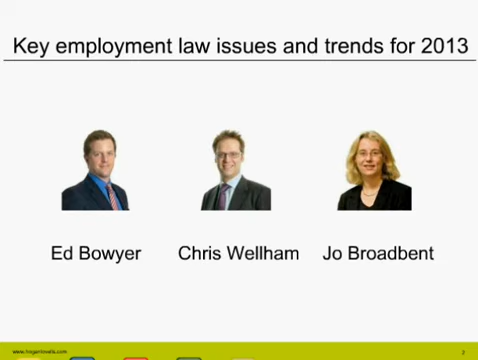 Key employment law issues and trends for 2013
Ed Bowyer Chris Wellham Jo Broadbent
www.hoganlovells.com 2